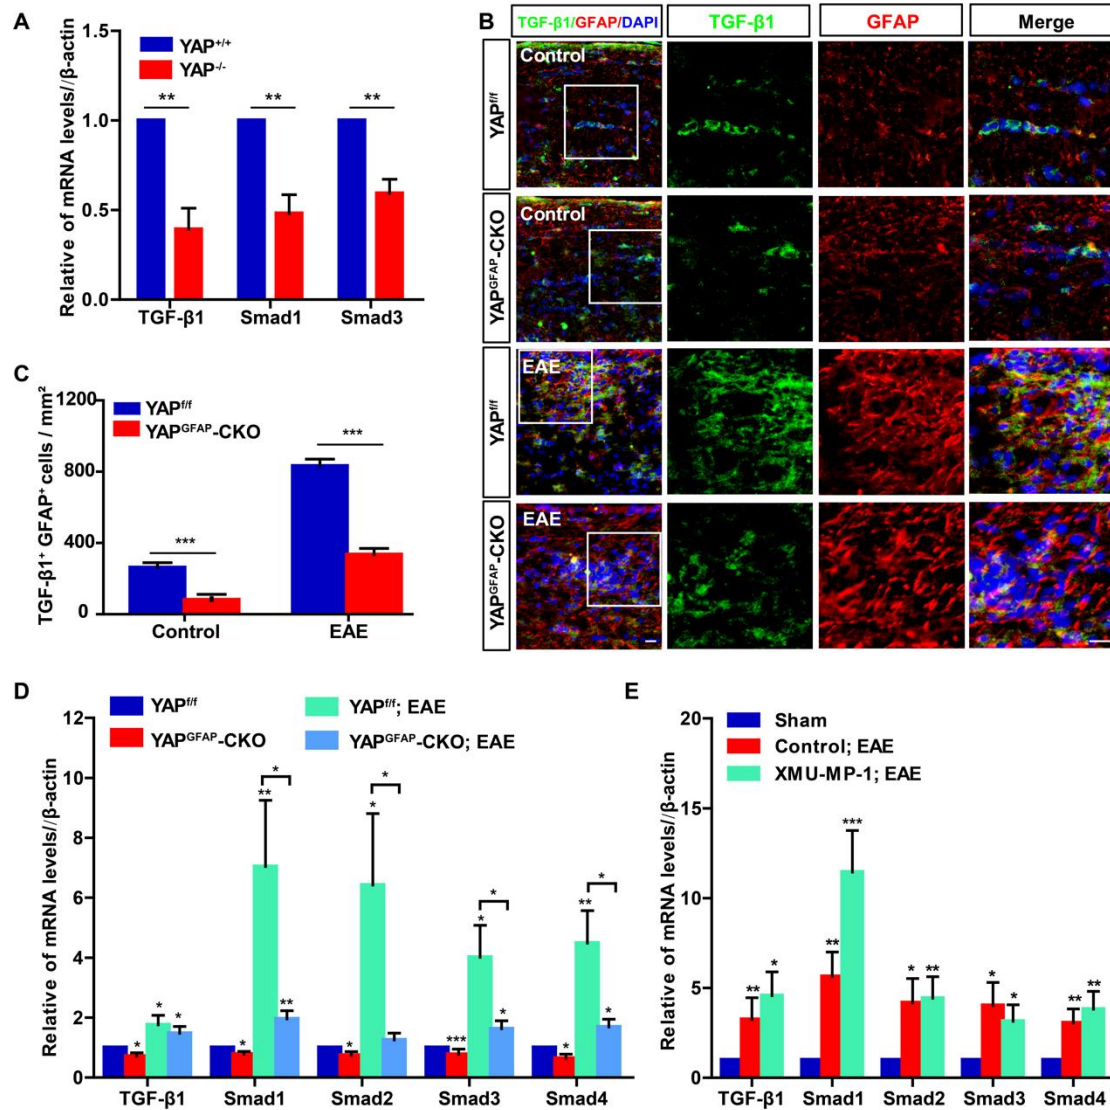 A
Relative of mRNA levels//β-actin
1.5
1.0
0.5
0.0
YAP+/+
YAP-/-
** ** **
TGF-β1 Smad1 Smad3
B
TGF-β1/GFAP/DAPI TGF-β1 GFAP Merge
YAPf/f
Control
YAPGFAP-CKO
Control
YAPf/f
EAE
YAPGFAP-CKO
EAE
C
TGF-β1+ GFAP+ cells / mm²
1200
800
400
0
YAPf/f
YAPGFAP-CKO
***
***
Control EAE
D
YAPf/f
YAPGFAP-CKO
YAPf/f; EAE
YAPGFAP-CKO; EAE
Relative of mRNA levels//β-actin
12
10
8
6
4
2
0
* * *
* ** * **
* * *
*** * * *
* ** * *
TGF-β1 Smad1 Smad2 Smad3 Smad4
E
Sham
Control; EAE
XMU-MP-1; EAE
Relative of mRNA levels//β-actin
20
15
10
5
0
** * ** *** * ** * * ** **
TGF-β1 Smad1 Smad2 Smad3 Smad4